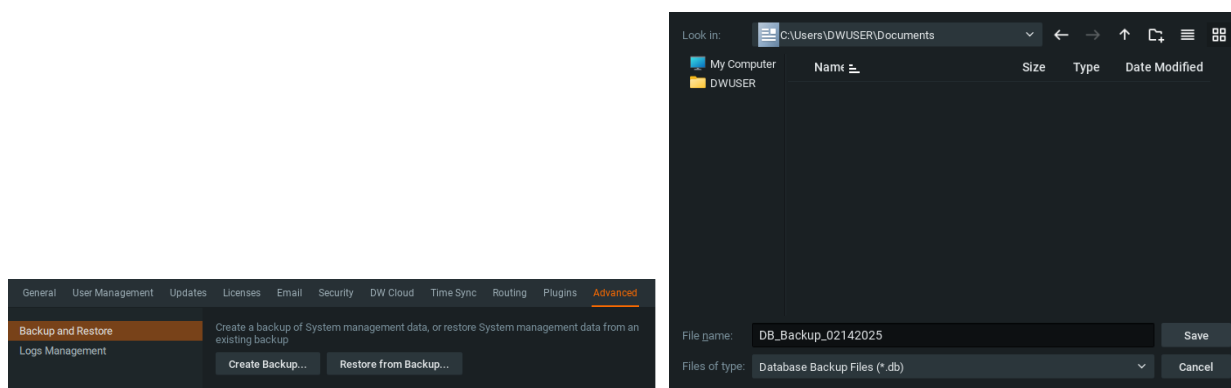 General User Management Updates Licenses Email Security DW Cloud Time Sync Routing Plugins Advanced
Backup and Restore
Logs Management
Create a backup of System management data, or restore System management data from an
existing backup
Create Backup... Restore from Backup...
Look in: C:\Users\DWUSER\Documents
My Computer
DWUSER
Name Size Type Date Modified
File name: DB_Backup_02142025 Save
Files of type: Database Backup Files (*.db) Cancel